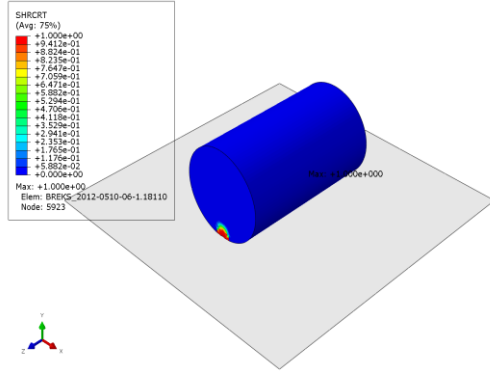 SHRCRT
(Avg: 75%)
+1.000e+00
+9.412e-01
+8.824e-01
+8.235e-01
+7.647e-01
+7.059e-01
+6.471e-01
+5.882e-01
+5.294e-01
+4.706e-01
+4.118e-01
+3.529e-01
+2.941e-01
+2.353e-01
+1.765e-01
+1.176e-01
+5.882e-02
+0.000e+00
Max: +1.000e+00
Elem: BREKS_2012-0510-06-1.18110
Node: 5923
Y
Z
X